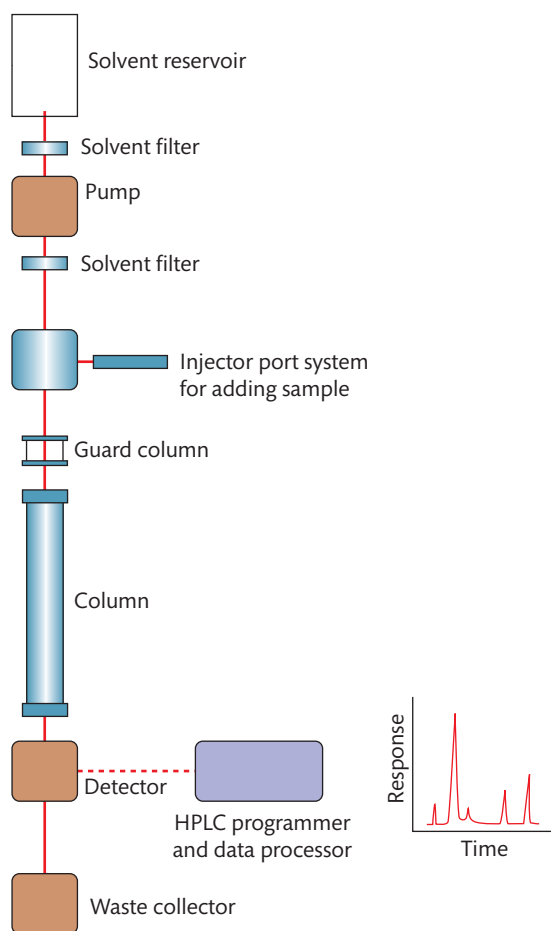 Solvent reservoir
Solvent filter
Pump
Solvent filter
Injector port system
for adding sample
Guard column
Column
Detector
HPLC programmer
and data processor
Response
Time
Waste collector